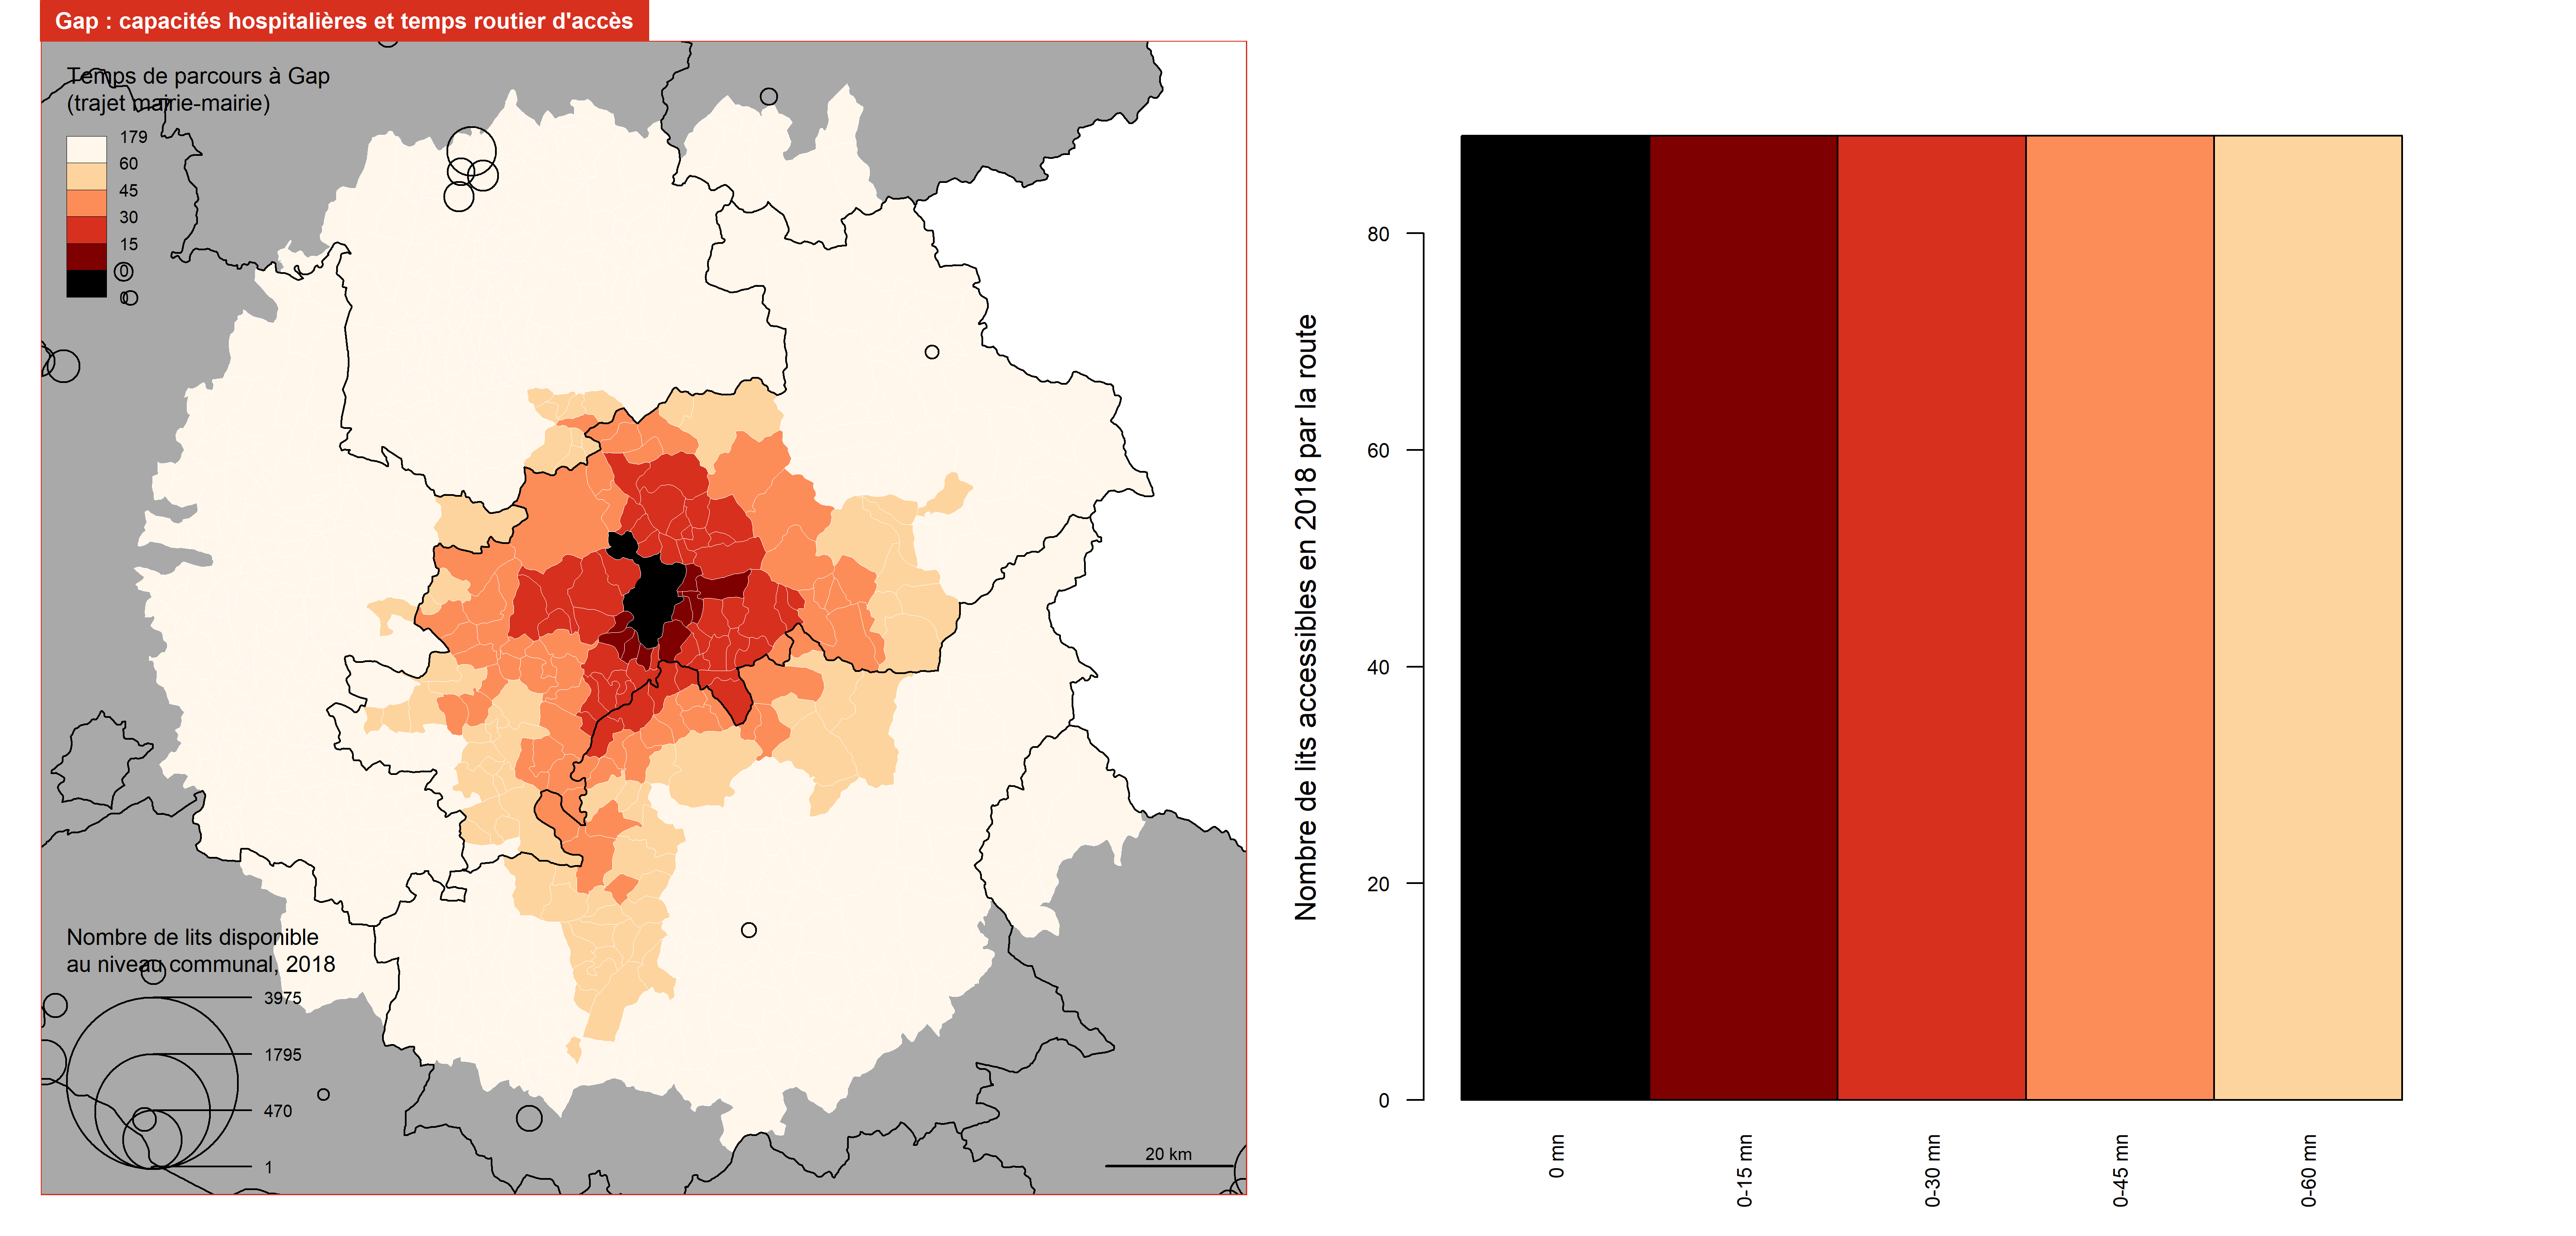 Gap : capacités hospitalières et temps routier d'accès
Temps de parcours à Gap
(trajet mairie-mairie)
179
60
45
30
15
0
0
Nombre de lits disponible
au niveau communal, 2018
3975
1795
470
1
20 km
Nombre de lits accessibles en 2018 par la route
80
60
40
20
0
0 mn
0-15 mn
0-30 mn
0-45 mn
0-60 mn